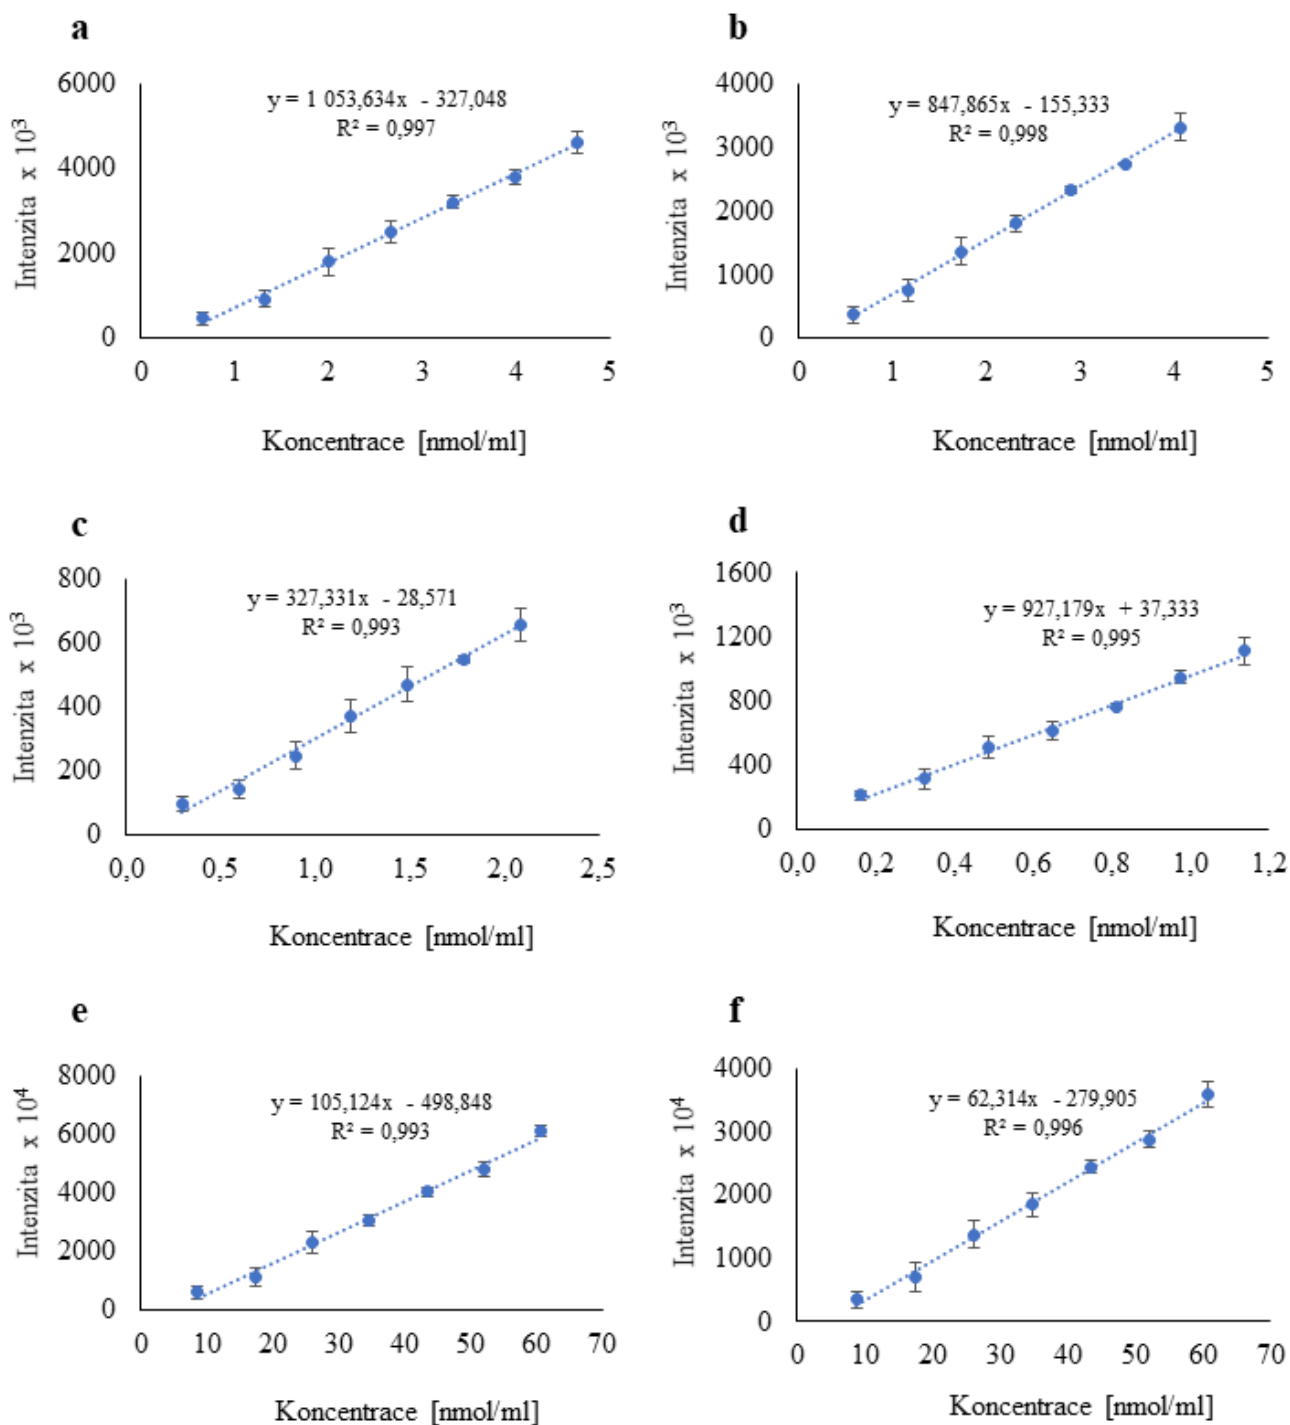 a
6000
4000
2000
0
Intenzita x 10³
y = 1 053,634x - 327,048
R² = 0,997
0 1 2 3 4 5
Koncentrace [nmol/ml]
b
4000
3000
2000
1000
0
Intenzita x 10³
y = 847,865x - 155,333
R² = 0,998
0 1 2 3 4 5
Koncentrace [nmol/ml]
c
800
600
400
200
0
Intenzita x 10³
y = 327,331x - 28,571
R² = 0,993
0,0 0,5 1,0 1,5 2,0 2,5
Koncentrace [nmol/ml]
d
1600
1200
800
400
0
Intenzita x 10³
y = 927,179x + 37,333
R² = 0,995
0,0 0,2 0,4 0,6 0,8 1,0 1,2
Koncentrace [nmol/ml]
e
8000
6000
4000
2000
0
Intenzita x 10⁴
y = 105,124x - 498,848
R² = 0,993
0 10 20 30 40 50 60 70
Koncentrace [nmol/ml]
f
4000
3000
2000
1000
0
Intenzita x 10⁴
y = 62,314x - 279,905
R² = 0,996
0 10 20 30 40 50 60 70
Koncentrace [nmol/ml]